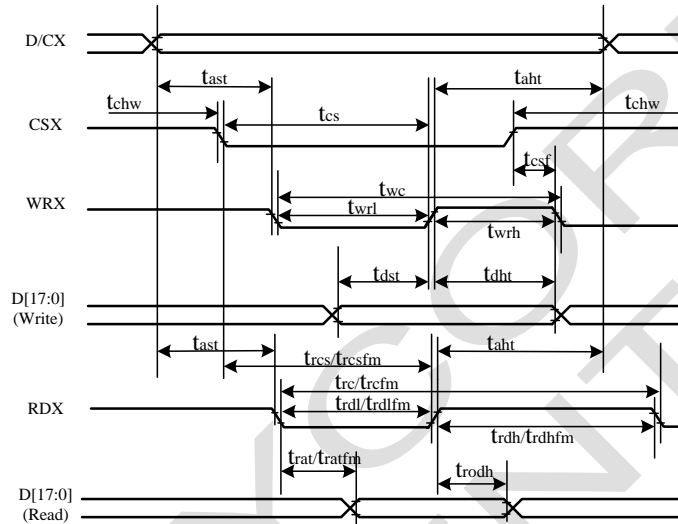 D/CX
tast
taht
tchw
tchw
CSX
tcs
tcsf
WRX
twc
twrl
twrh
tdst
tdht
D[17:0]
(Write)
tast
trcs/trcsfm
taht
trc/trcfm
RDX
trdl/trdlfm
trdh/trdhfm
trat/tratfm
trodh
D[17:0]
(Read)